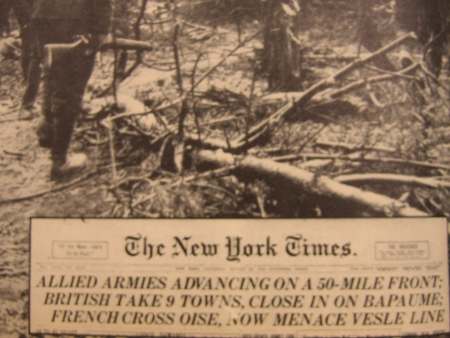 The New York Times.
ALLIED ARMIES ADVANCING ON A 50-MILE FRONT;
BRITISH TAKE 9 TOWNS, CLOSE IN ON BAPAUME;
FRENCH CROSS OISE, NOW MENACE VESLE LINE